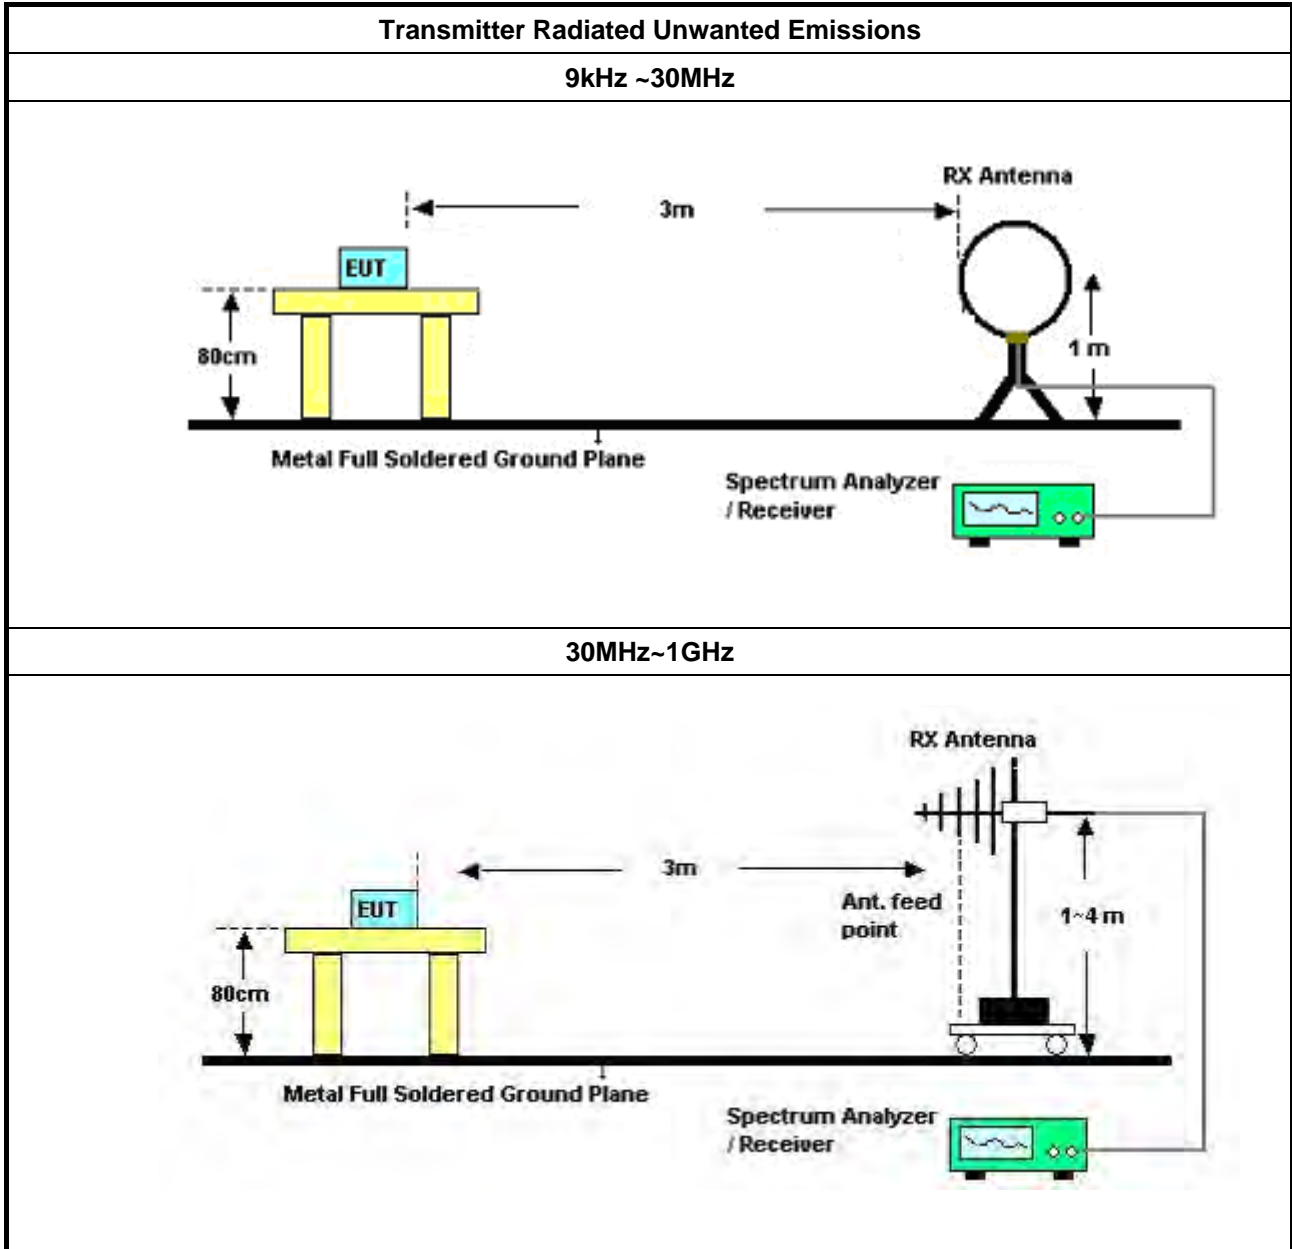 Transmitter Radiated Unwanted Emissions
9kHz ~30MHz
RX Antenna
3m
EUT
80cm
1 m
Metal Full Soldered Ground Plane
Spectrum Analyzer
/ Receiver
30MHz~1GHz
RX Antenna
3m
EUT
Ant. feed
point
1~4 m
80cm
Metal Full Soldered Ground Plane
Spectrum Analyzer
/ Receiver